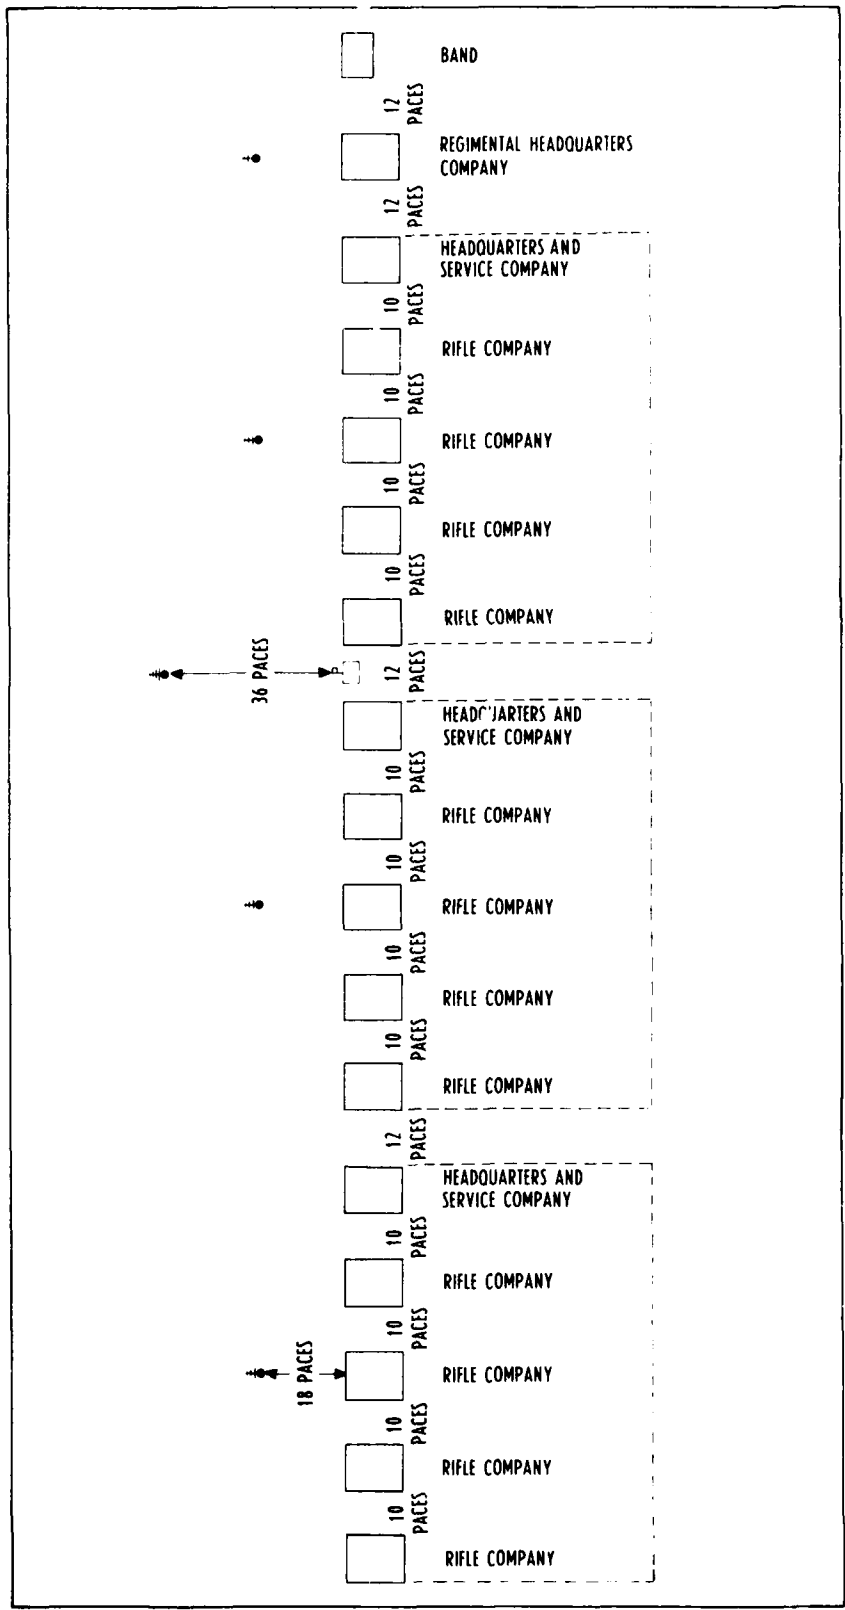 BAND
12
PACES
REGIMENTAL HEADQUARTERS
COMPANY
12
PACES
HEADQUARTERS AND
SERVICE COMPANY
10
PACES
RIFLE COMPANY
10
PACES
RIFLE COMPANY
10
PACES
RIFLE COMPANY
10
PACES
RIFLE COMPANY
36 PACES
12
PACES
HEADQUARTERS AND
SERVICE COMPANY
10
PACES
RIFLE COMPANY
10
PACES
RIFLE COMPANY
10
PACES
RIFLE COMPANY
10
PACES
RIFLE COMPANY
12
PACES
HEADQUARTERS AND
SERVICE COMPANY
10
PACES
RIFLE COMPANY
10
PACES
18 PACES
RIFLE COMPANY
10
PACES
RIFLE COMPANY
10
PACES
RIFLE COMPANY